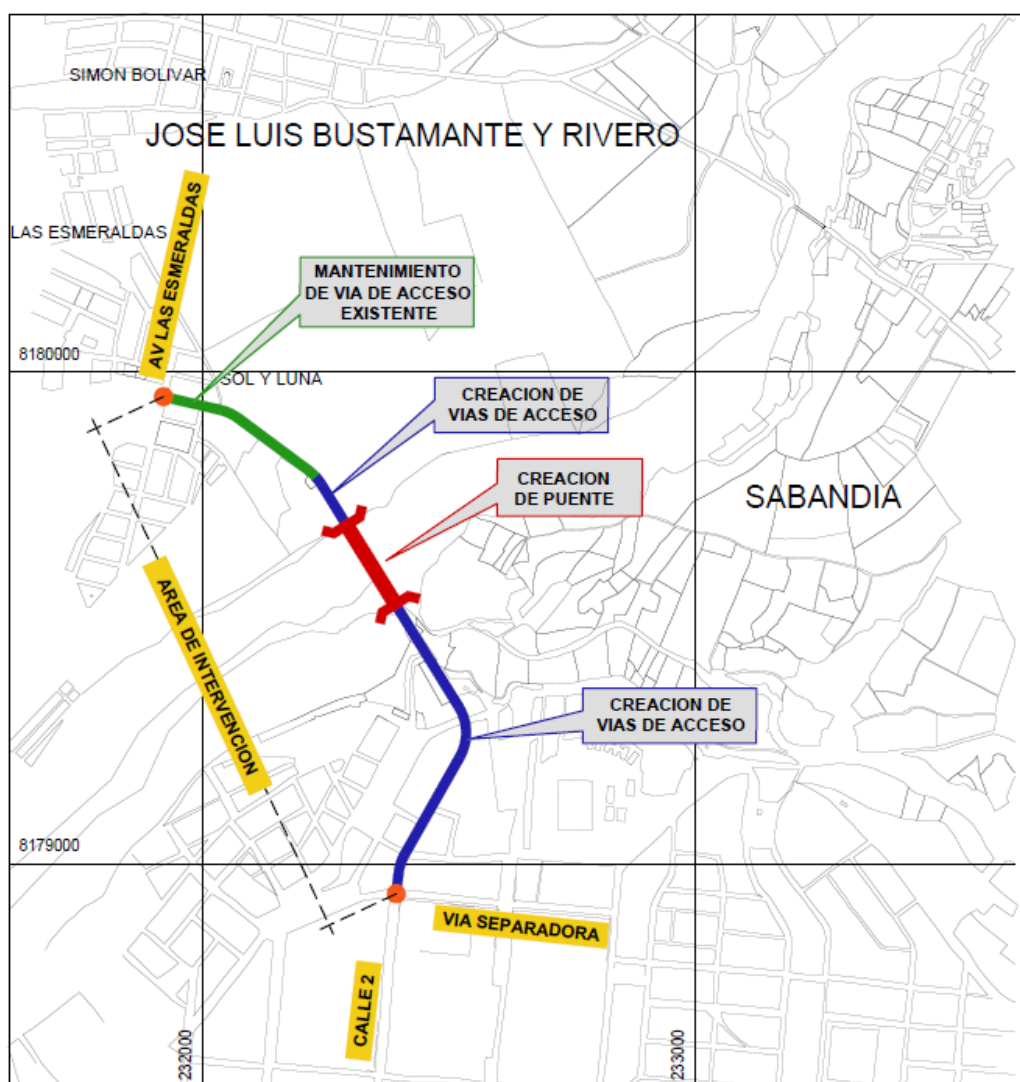 SIMON BOLIVAR
JOSE LUIS BUSTAMANTE Y RIVERO
LAS ESMERALDAS
AV LAS ESMERALDAS
MANTENIMIENTO
DE VIA DE ACCESO
EXISTENTE
8180000
SOL Y LUNA
CREACION DE
VIAS DE ACCESO
CREACION
DE PUENTE
SABANDIA
AREA DE INTERVENCION
CREACION DE
VIAS DE ACCESO
8179000
VIA SEPARADORA
CALLE 2
232000
233000